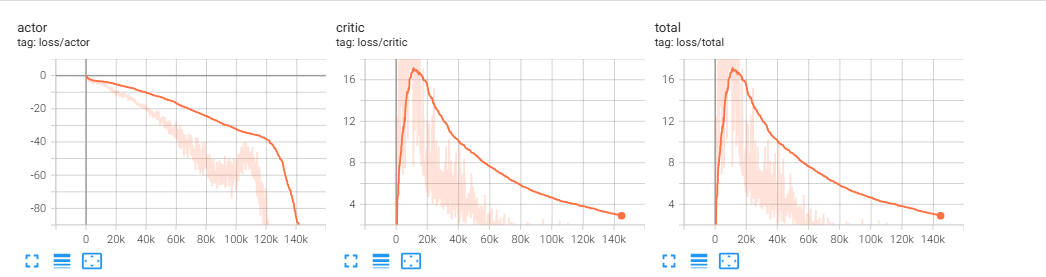 actor
tag: loss/actor
0
-20
-40
-60
-80
0 20k 40k 60k 80k 100k 120k 140k
critic
tag: loss/critic
16
12
8
4
0 20k 40k 60k 80k 100k 120k 140k
total
tag: loss/total
16
12
8
4
0 20k 40k 60k 80k 100k 120k 140k